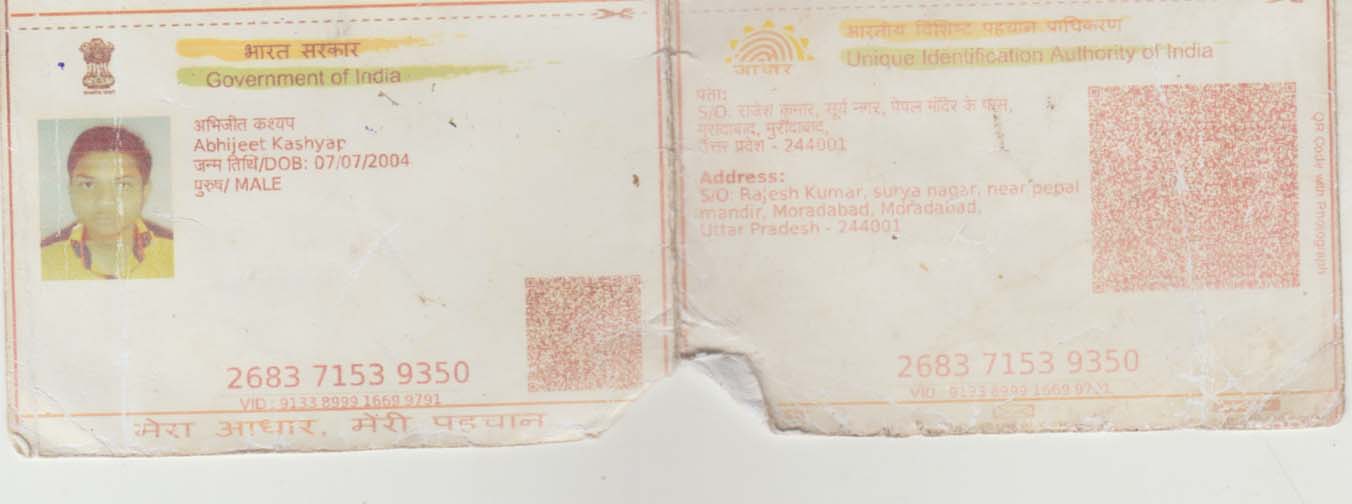 भारत सरकार
Government of India
अभिजीत कश्यप
Abhijeet Kashyap
जन्म तिथि/DOB: 07/07/2004
पुरुष/ MALE
2683 7153 9350
VID : 9133 8999 1669 9791
मेरा आधार, मेरी पहचान
भारतीय विशिष्ट पहचान प्राधिकरण
Unique Identification Authority of India
आधार
पता:
S/O: राजेश कुमार, सूर्य नगर, पेपल मंदिर के पास,
मुरादाबाद, मुरादाबाद,
उत्तर प्रदेश - 244001
Address:
S/O: Rajesh Kumar, surya nagar, near pepal
mandir, Moradabad, Moradabad,
Uttar Pradesh - 244001
QR Code with Photograph
2683 7153 9350
VID : 9133 8999 1669 9791